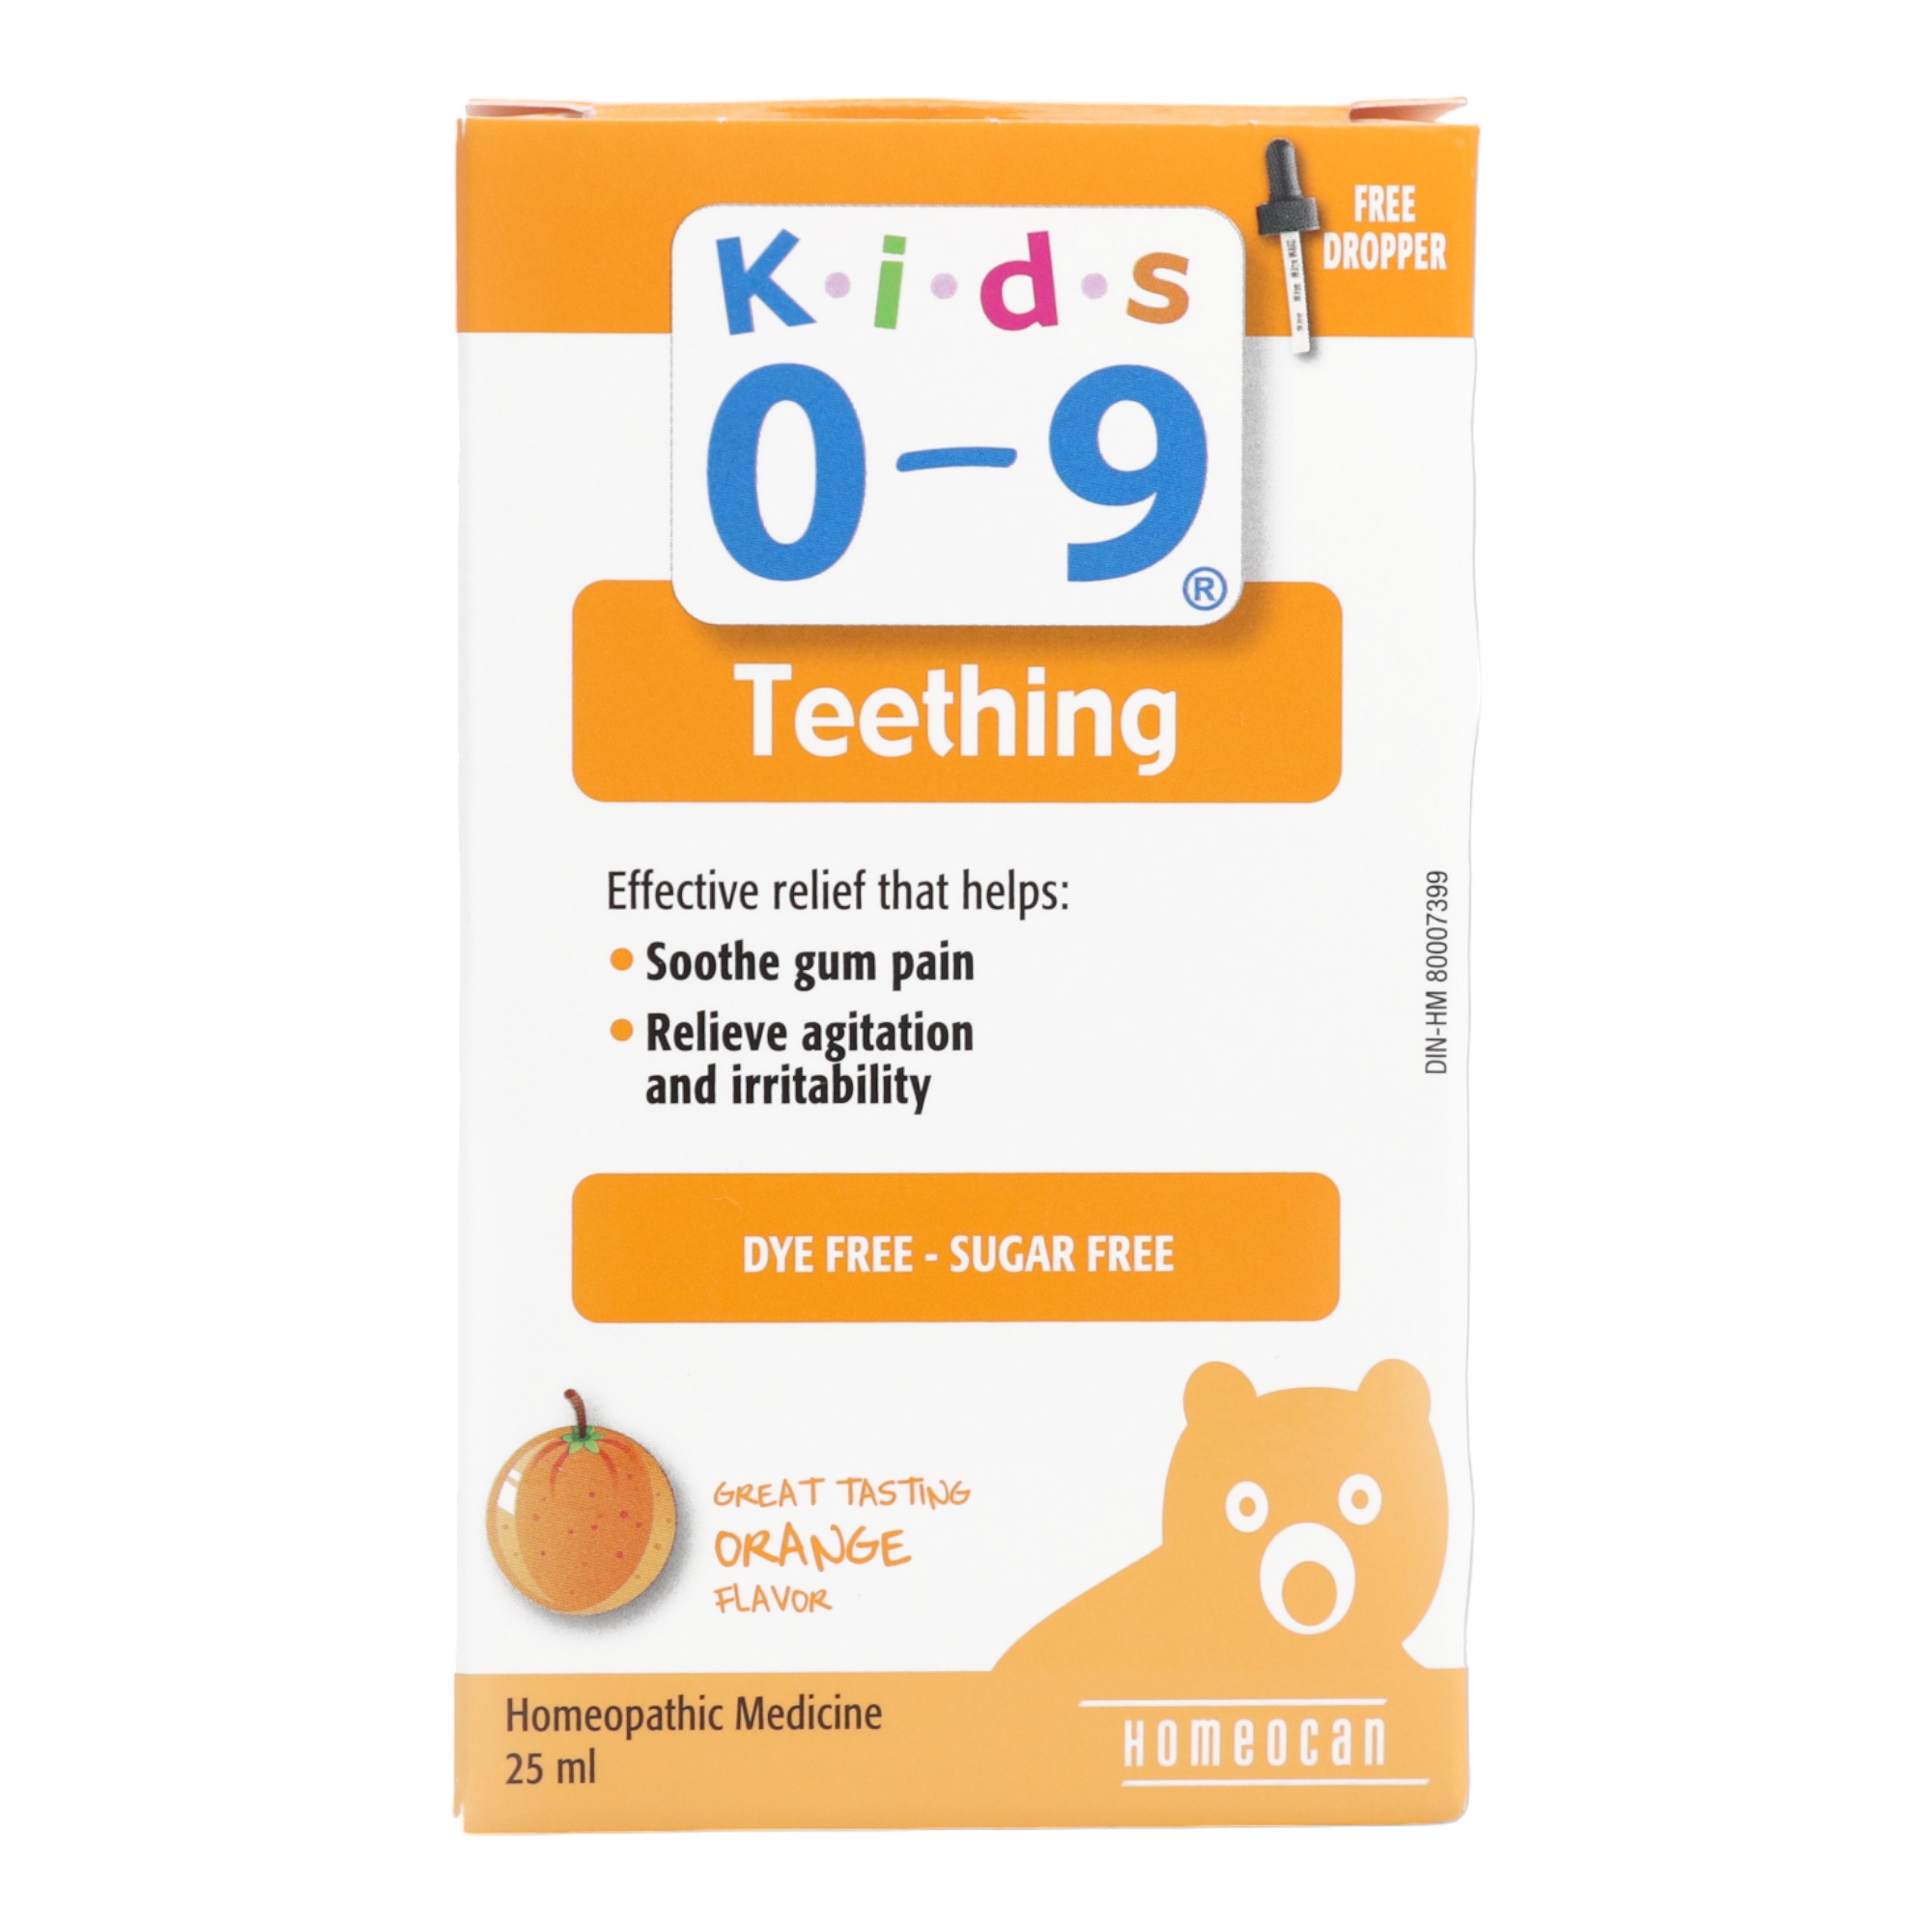 FREE
DROPPER
K·i·d·s
0–9®
Teething
Effective relief that helps:
• Soothe gum pain
• Relieve agitation
and irritability
DIN-HM 80007399
DYE FREE - SUGAR FREE
GREAT TASTING
ORANGE
FLAVOR
Homeopathic Medicine
25 ml
HOMEOCAN